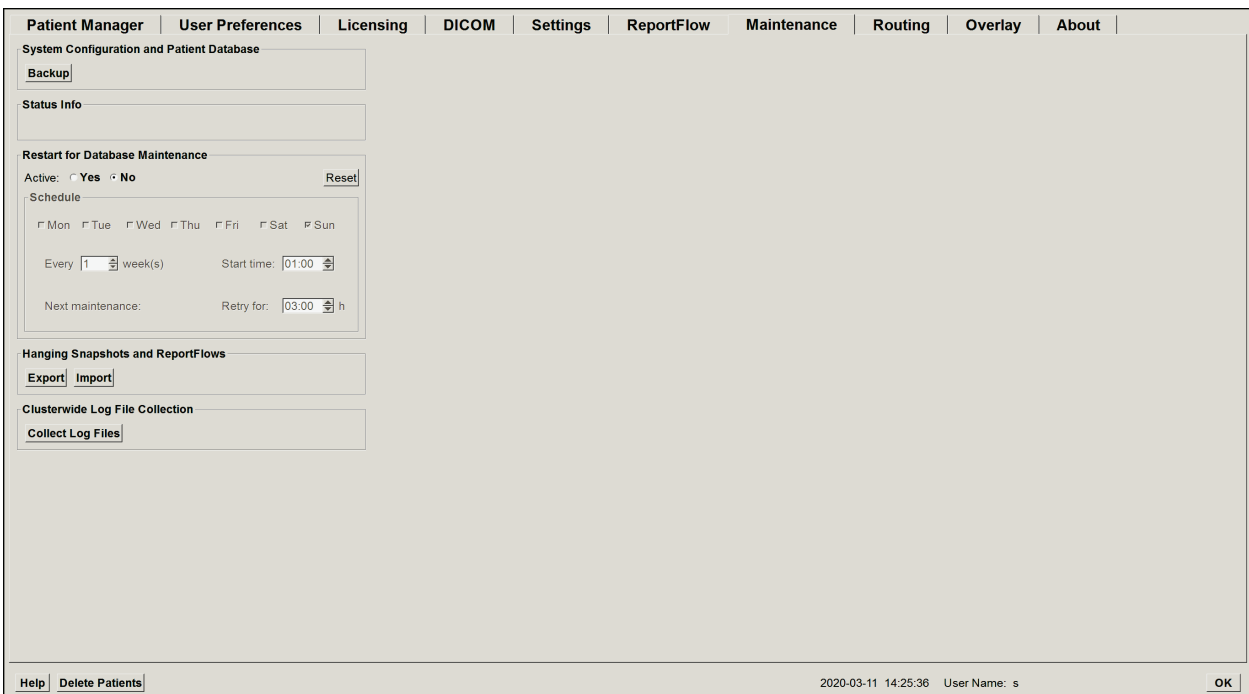 Patient Manager User Preferences Licensing DICOM Settings ReportFlow Maintenance Routing Overlay About
System Configuration and Patient Database
Backup
Status Info
Restart for Database Maintenance
Active: Yes No Reset
Schedule
Mon Tue Wed Thu Fri Sat Sun
Every 1 week(s) Start time: 01:00
Next maintenance: Retry for: 03:00 h
Hanging Snapshots and ReportFlows
Export Import
Clusterwide Log File Collection
Collect Log Files
Help Delete Patients 2020-03-11 14:25:36 User Name: s OK